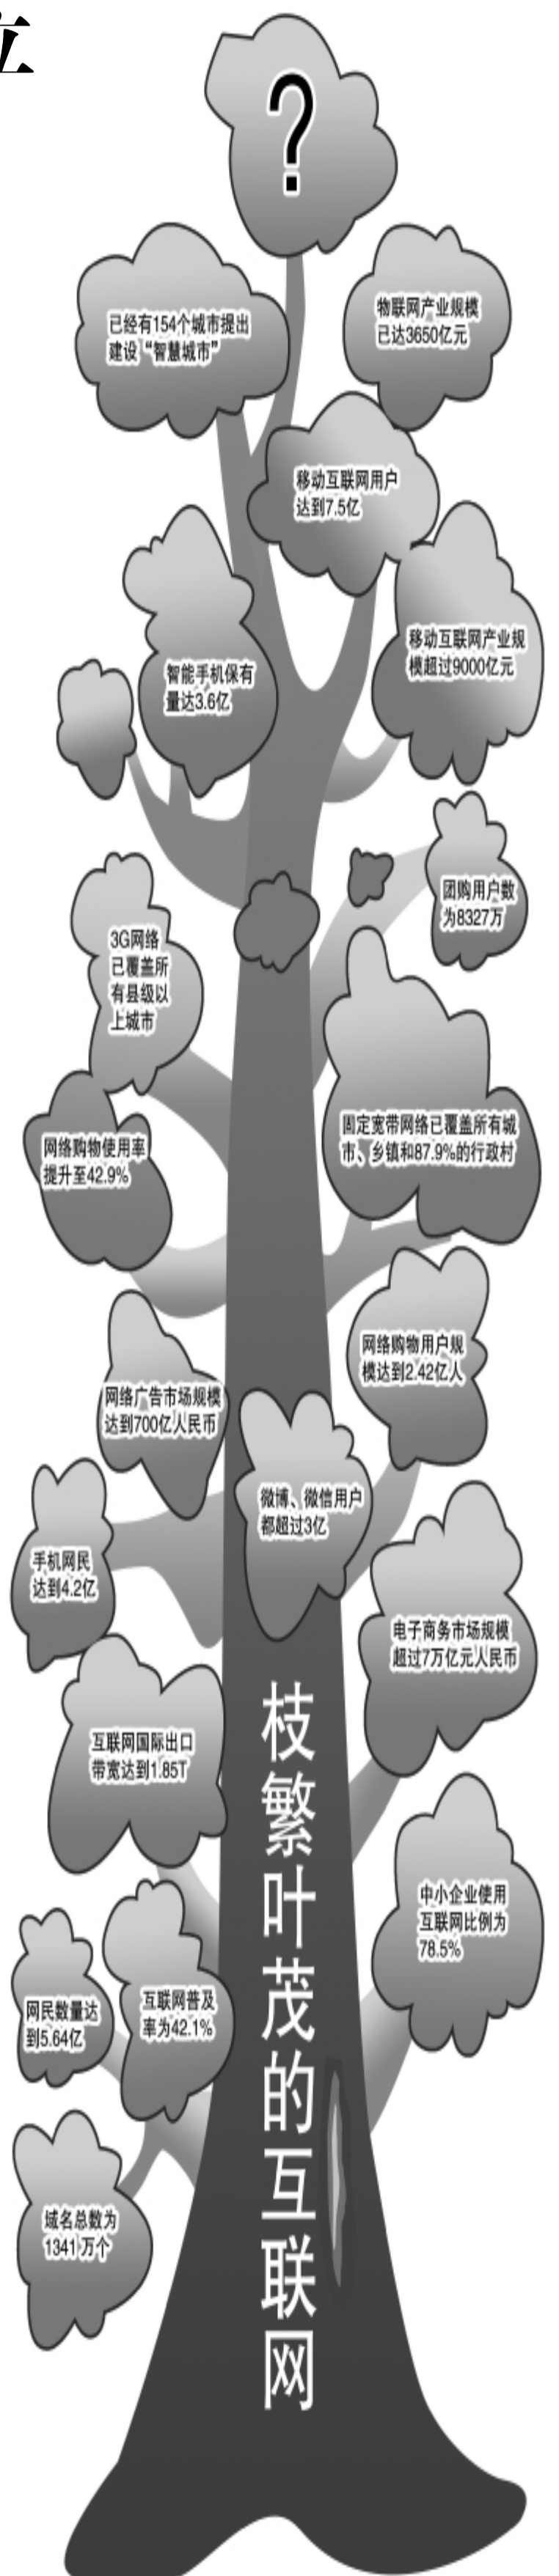 立
?
已经有154个城市提出
建设“智慧城市”
物联网产业规模
已达3650亿元
移动互联网用户
达到7.5亿
移动互联网产业规
模超过9000亿元
智能手机保有
量达3.6亿
团购用户数
为8327万
3G网络
已覆盖所
有县级以
上城市
固定宽带网络已覆盖所有城
市、乡镇和87.9%的行政村
网络购物使用率
提升至42.9%
网络购物用户规
模达到2.42亿人
网络广告市场规模
达到700亿人民币
微博、微信用户
都超过3亿
手机网民
达到4.2亿
电子商务市场规模
超过7万亿元人民币
互联网国际出口
带宽达到1.85T
中小企业使用
互联网比例为
78.5%
网民数量达
到5.64亿
互联网普及
率为42.1%
域名总数为
1341万个
枝繁叶茂的互联网